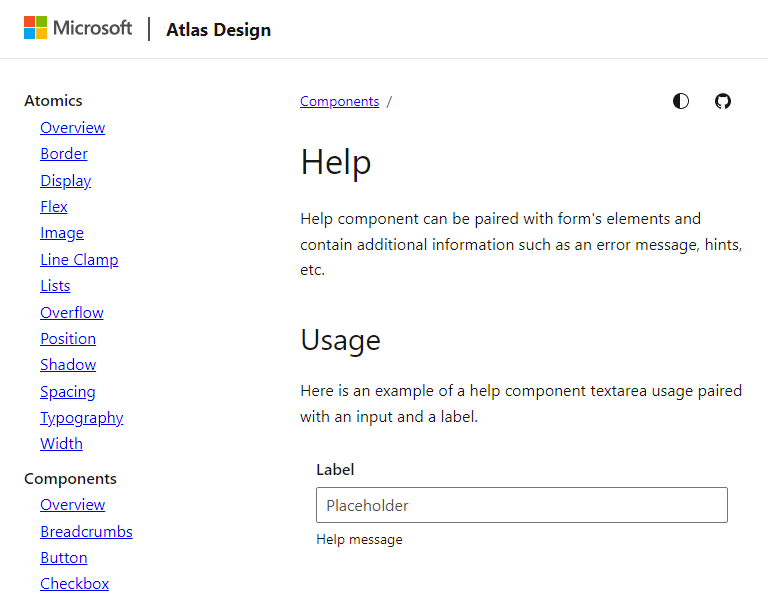 Microsoft | Atlas Design
Atomics
Overview
Border
Display
Flex
Image
Line Clamp
Lists
Overflow
Position
Shadow
Spacing
Typography
Width
Components
Overview
Breadcrumbs
Button
Checkbox
Components /
Help
Help component can be paired with form's elements and
contain additional information such as an error message, hints,
etc.
Usage
Here is an example of a help component textarea usage paired
with an input and a label.
Label
Placeholder
Help message